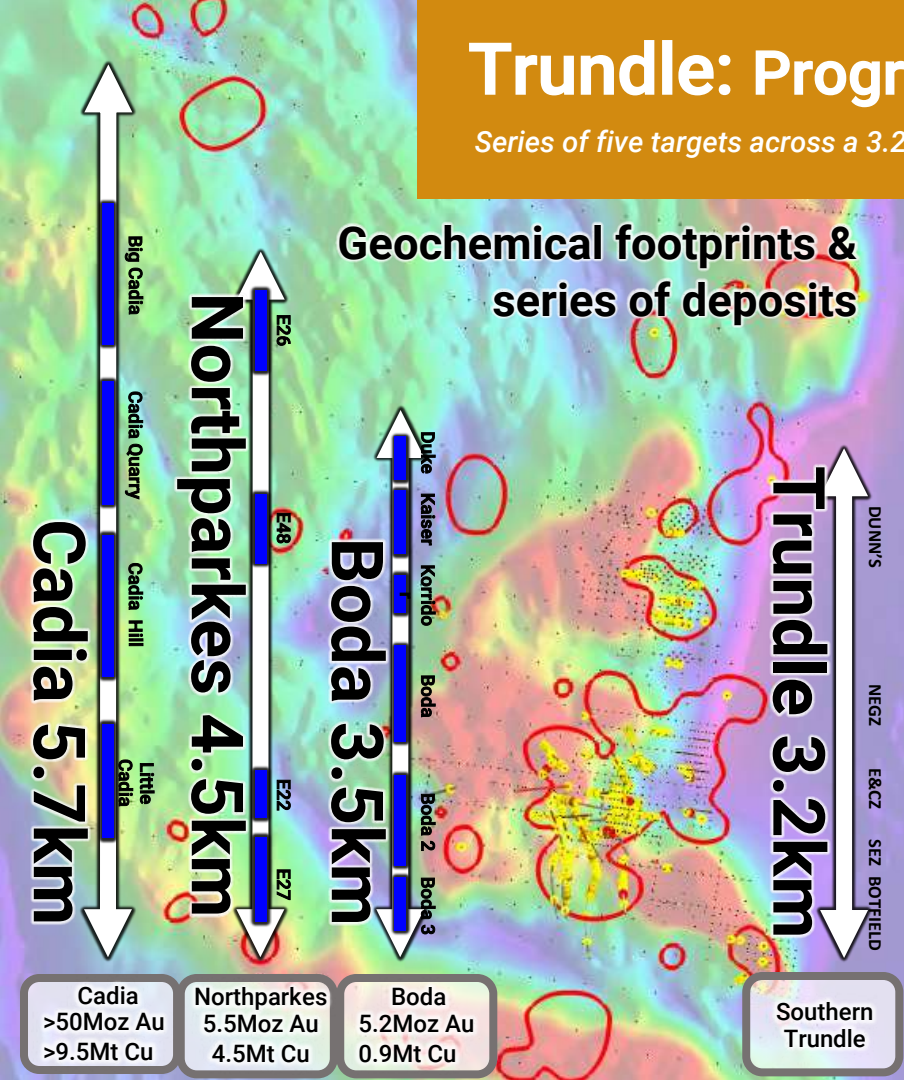 Trundle: Progr
Series of five targets across a 3.2
Geochemical footprints &
series of deposits
Cadia 5.7km
Big Cadia
Cadia Quarry
Cadia Hill
Little
Cadia
Northparkes 4.5km
E26
E48
E22
E27
Boda 3.5km
Duke
Kaiser
Korrido
r
Boda
Boda 2
Boda 3
Trundle 3.2km
DUNN'S
NEGZ
E&CZ
SEZ
BOTFIELD
Cadia
>50Moz Au
>9.5Mt Cu
Northparkes
5.5Moz Au
4.5Mt Cu
Boda
5.2Moz Au
0.9Mt Cu
Southern
Trundle